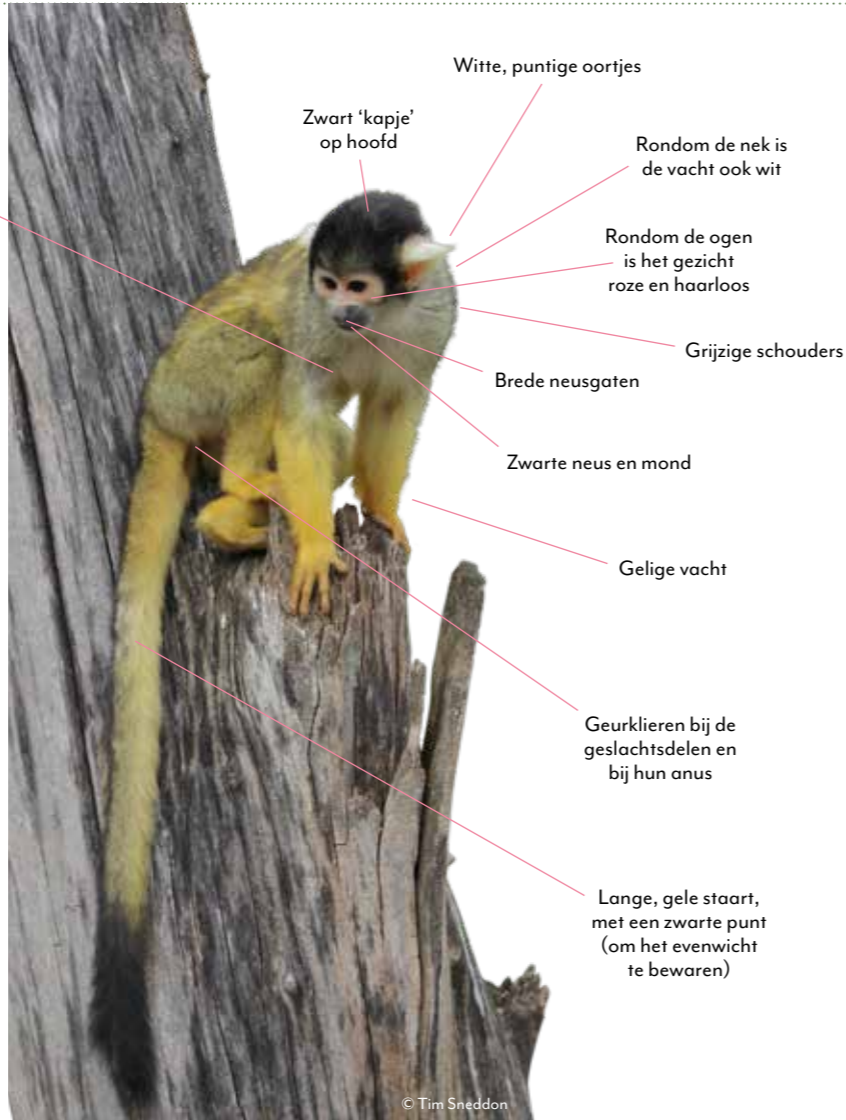 Witte, puntige oortjes
Zwart ‘kapje’
op hoofd
Rondom de nek is
de vacht ook wit
Rondom de ogen
is het gezicht
roze en haarloos
Grijzige schouders
Brede neusgaten
Zwarte neus en mond
Gelige vacht
Geurklieren bij de
geslachtsdelen en
bij hun anus
Lange, gele staart,
met een zwarte punt
(om het evenwicht
te bewaren)
© Tim Sneddon